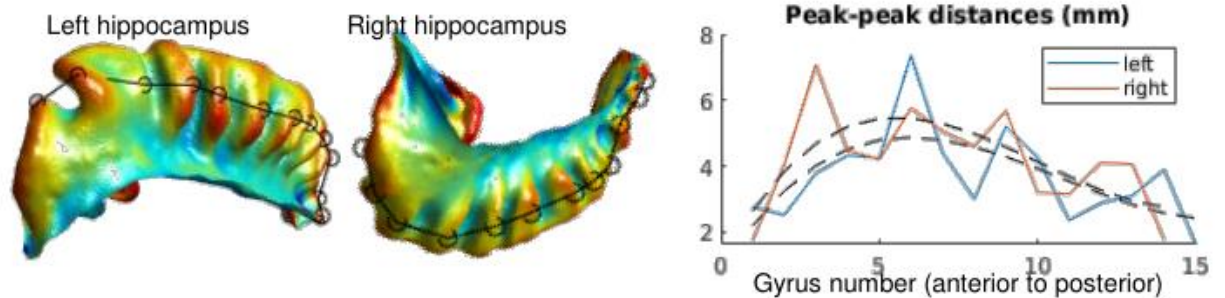 Left hippocampus
Right hippocampus
Peak-peak distances (mm)
8
6
4
2
left
right
0
5
10
15
Gyrus number (anterior to posterior)